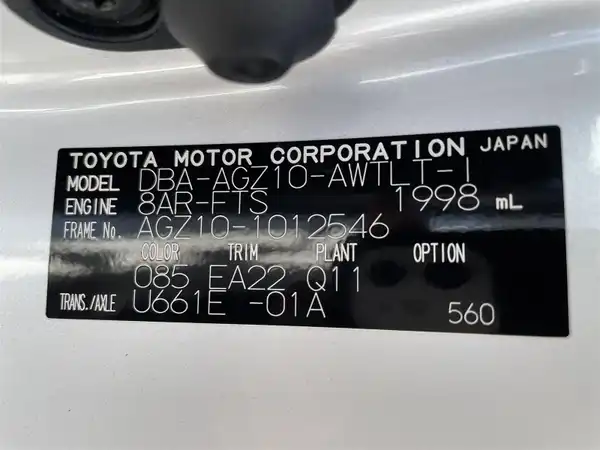 TOYOTA MOTOR CORPORATION JAPAN
MODEL DBA-AGZ10-AWTLT-I
ENGINE 8AR-FTS 1998 mL
FRAME No. AGZ10-1012546
COLOR TRIM PLANT OPTION
085 EA22 Q11
TRANS./AXLE U661E -01A 560